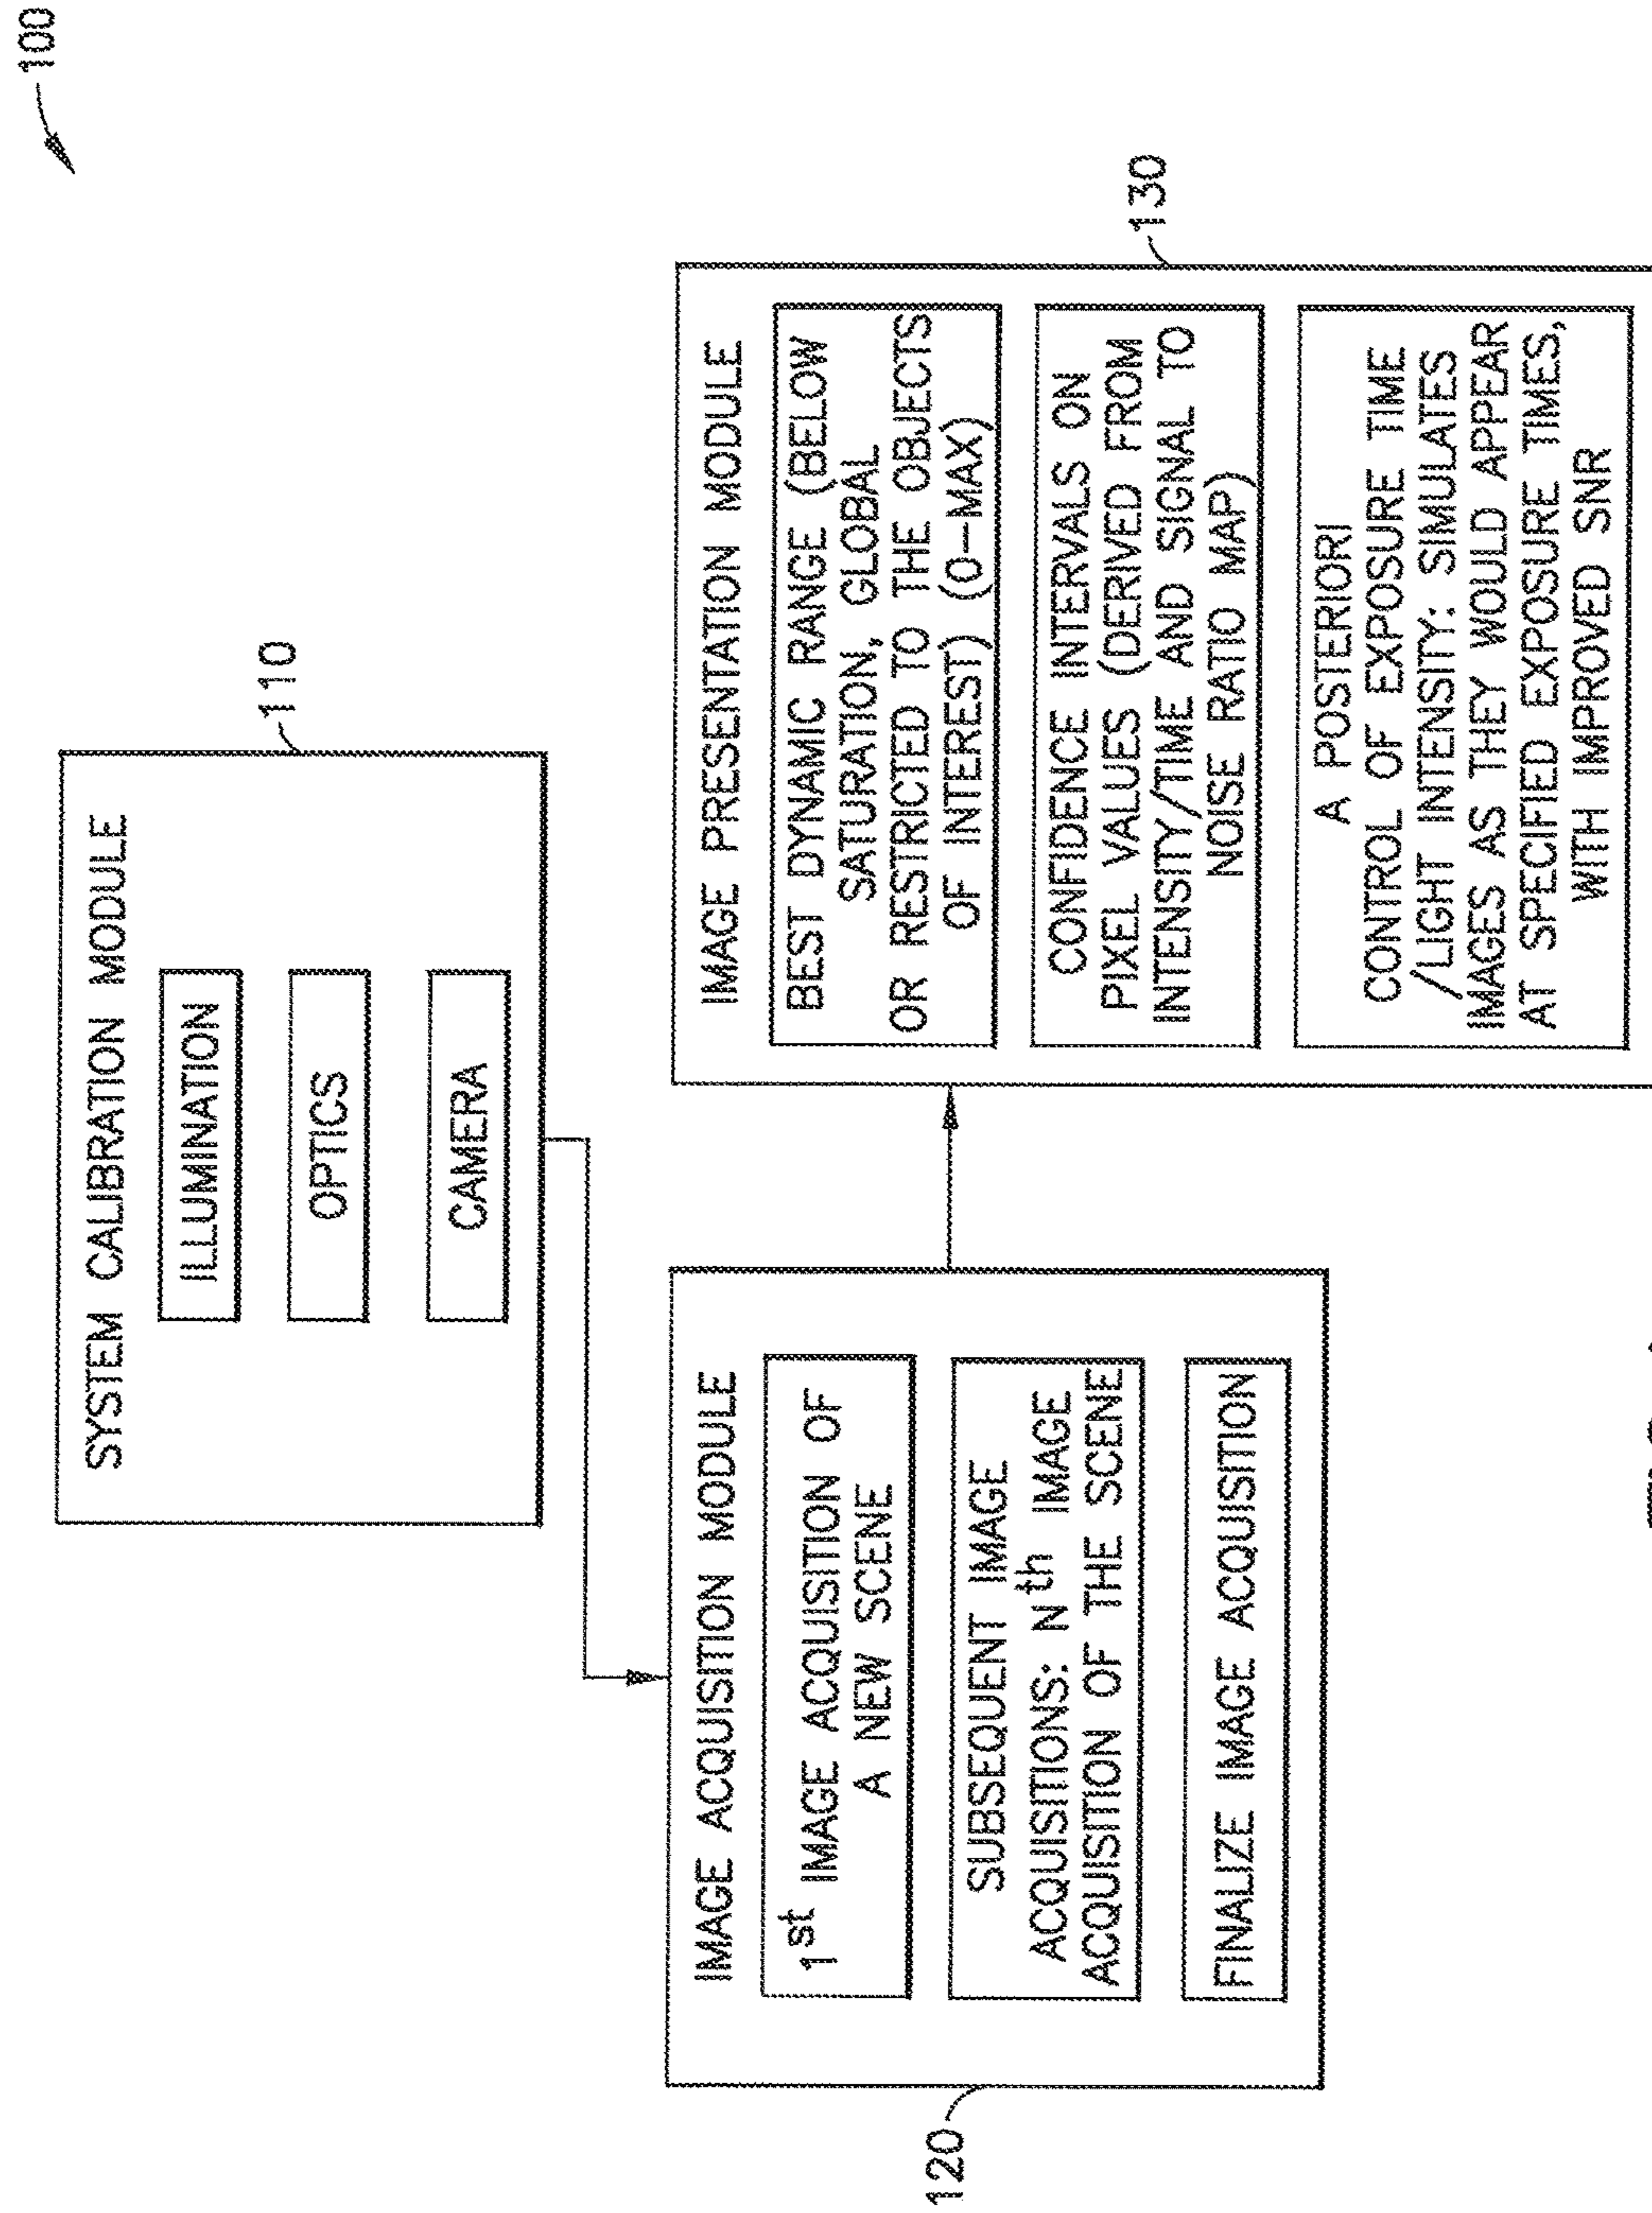 100
SYSTEM CALIBRATION MODULE
ILLUMINATION
OPTICS
CAMERA
110
IMAGE ACQUISITION MODULE
1st IMAGE ACQUISITION OF
A NEW SCENE
SUBSEQUENT IMAGE
ACQUISITIONS: Nth IMAGE
ACQUISITION OF THE SCENE
FINALIZE IMAGE ACQUISITION
120
IMAGE PRESENTATION MODULE
BEST DYNAMIC RANGE (BELOW
SATURATION, GLOBAL
OR RESTRICTED TO THE OBJECTS
OF INTEREST) (0-MAX)
CONFIDENCE INTERVALS ON
PIXEL VALUES (DERIVED FROM
INTENSITY/TIME AND SIGNAL TO
NOISE RATIO MAP)
A POSTERIORI
CONTROL OF EXPOSURE TIME
/LIGHT INTENSITY: SIMULATES
IMAGES AS THEY WOULD APPEAR
AT SPECIFIED EXPOSURE TIMES,
WITH IMPROVED SNR
130